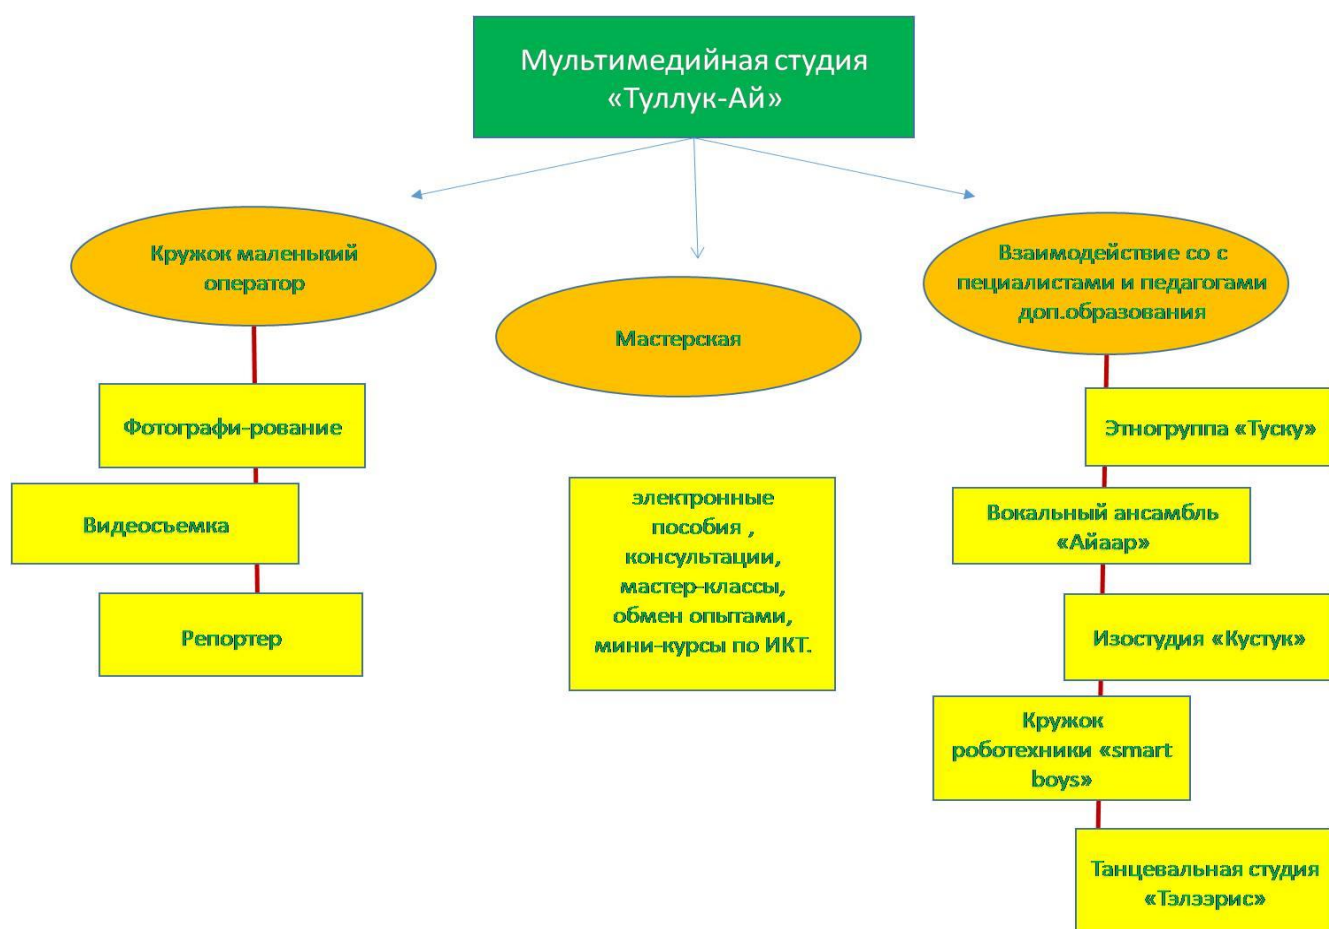 Мультимедийная студия
«Туллук-Ай»
Кружок маленький
оператор
Фотографи-рование
Видеосъемка
Репортер
Мастерская
электронные
пособия ,
консультации,
мастер-классы,
обмен опытами,
мини-курсы по ИКТ.
Взаимодействие со с
пециалистами и педагогами
доп.образования
Этногруппа «Туску»
Вокальный ансамбль
«Айаар»
Изостудия «Кустук»
Кружок
роботехники «smart
boys»
Танцевальная студия
«Тэлээрис»